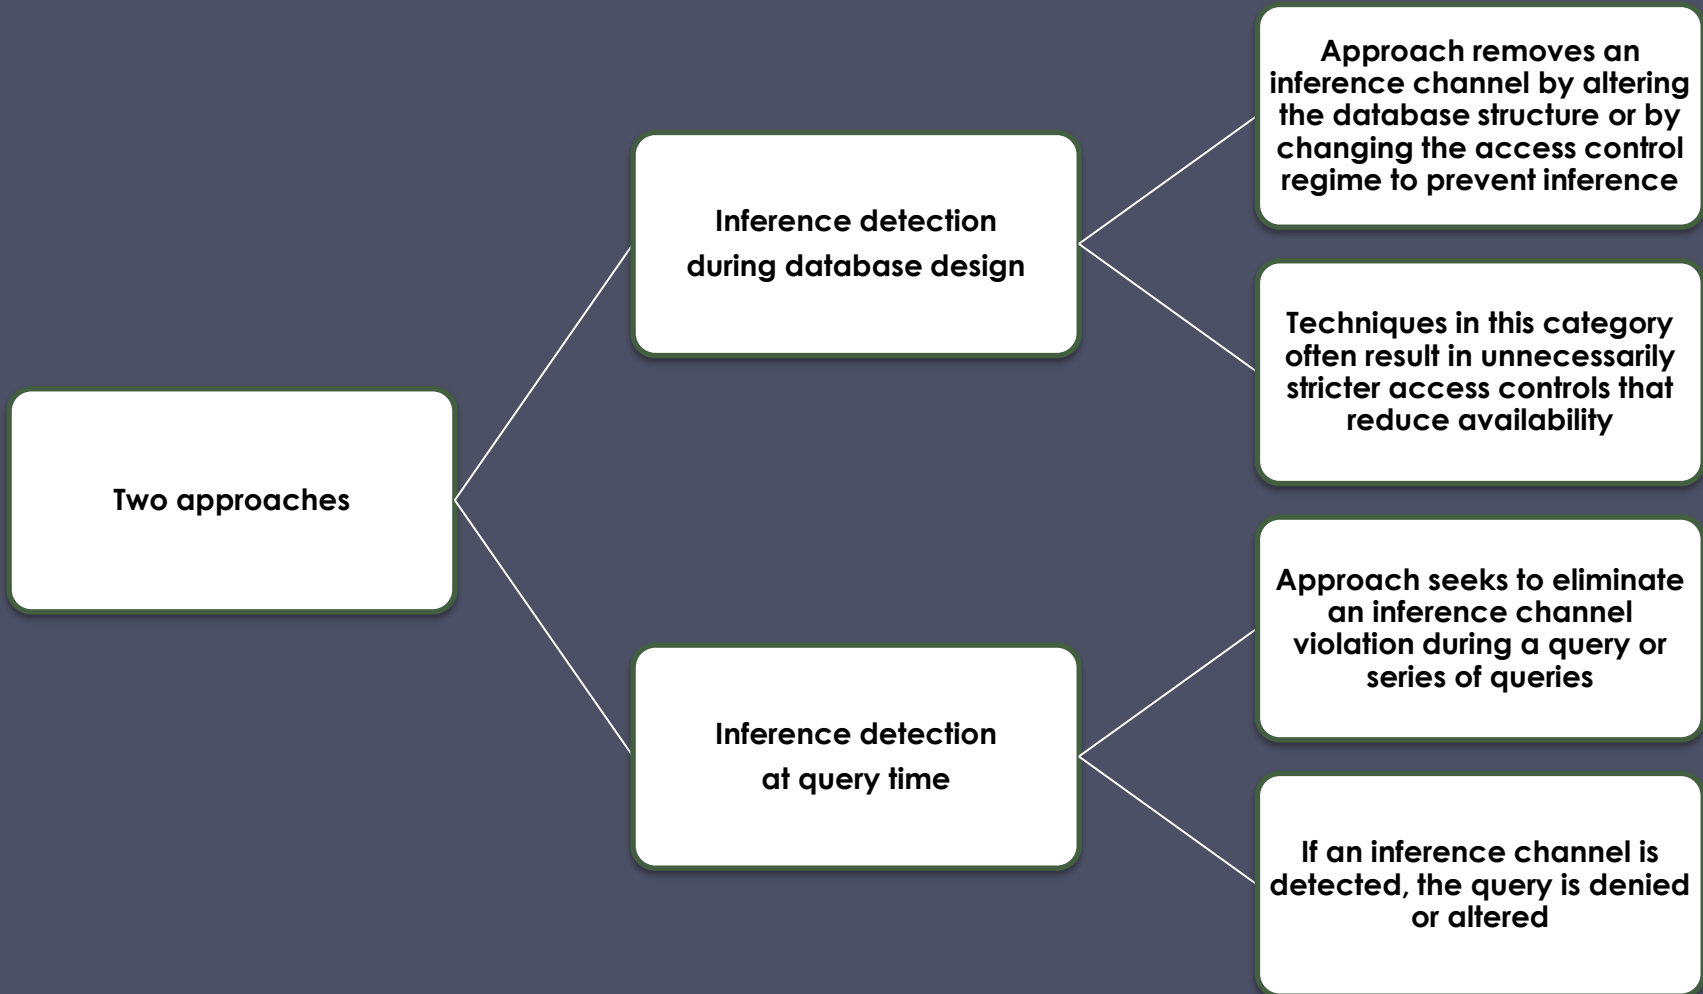 Two approaches
Inference detection
during database design
Approach removes an
inference channel by altering
the database structure or by
changing the access control
regime to prevent inference
Techniques in this category
often result in unnecessarily
stricter access controls that
reduce availability
Inference detection
at query time
Approach seeks to eliminate
an inference channel
violation during a query or
series of queries
If an inference channel is
detected, the query is denied
or altered